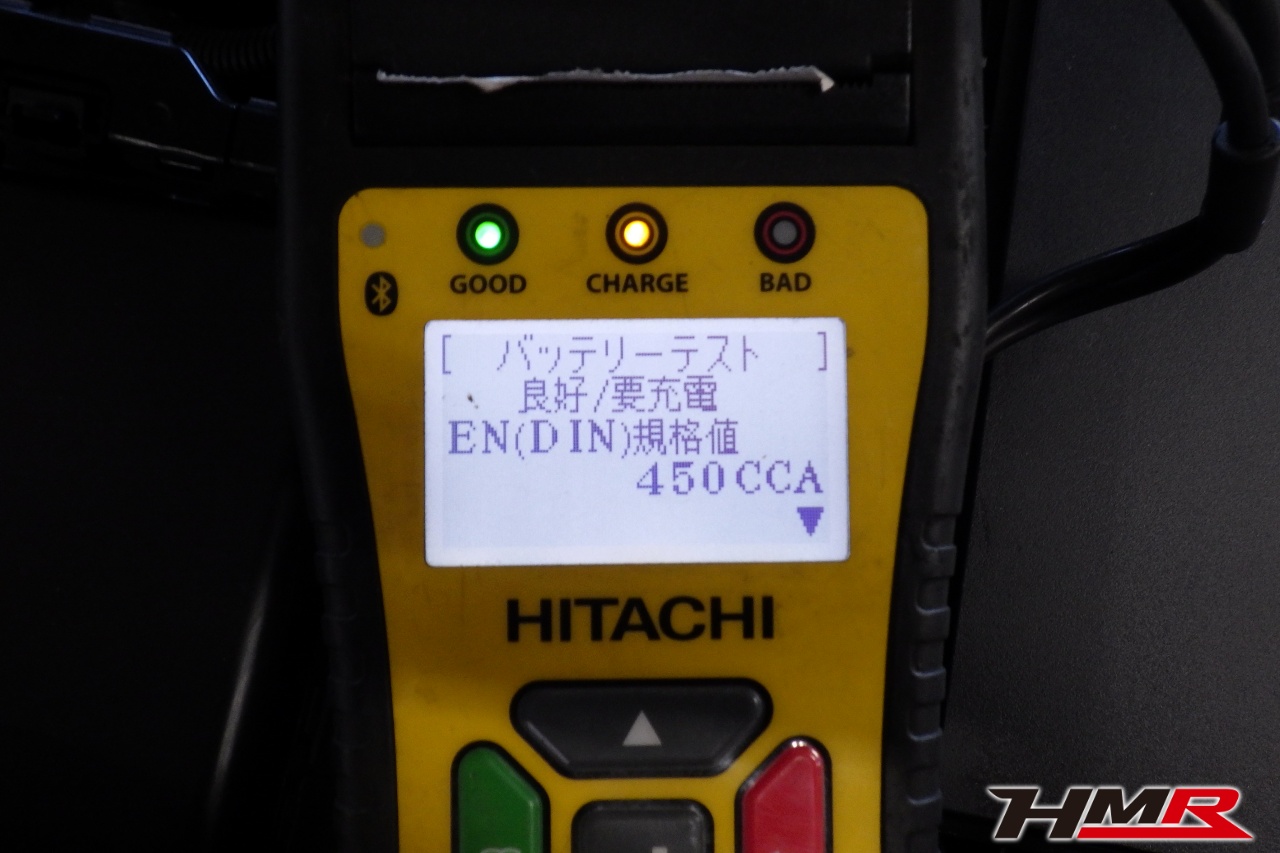 GOOD
CHARGE
BAD
[ バッテリーテスト ]
良好/要充電
EN(DIN)規格値
450CCA
▼
HITACHI
HMR